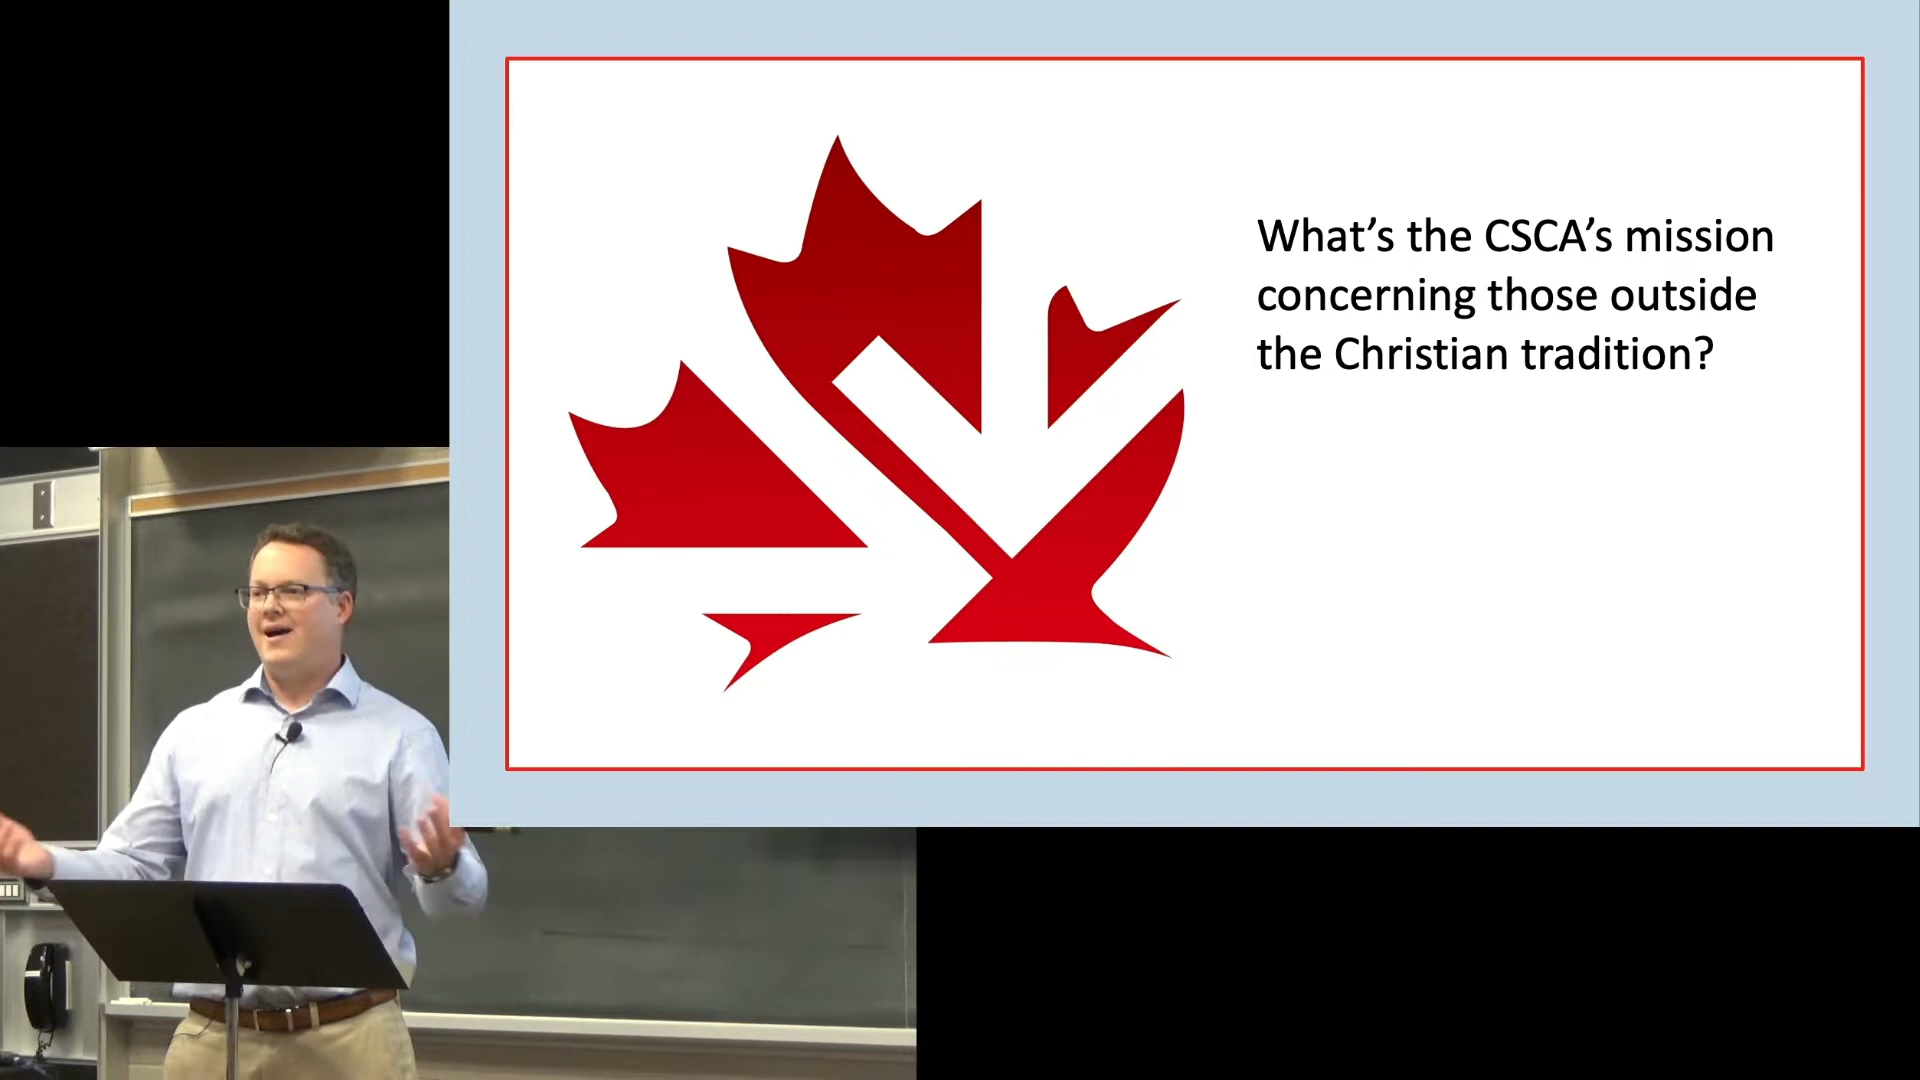 What’s the CSCA’s mission
concerning those outside
the Christian tradition?